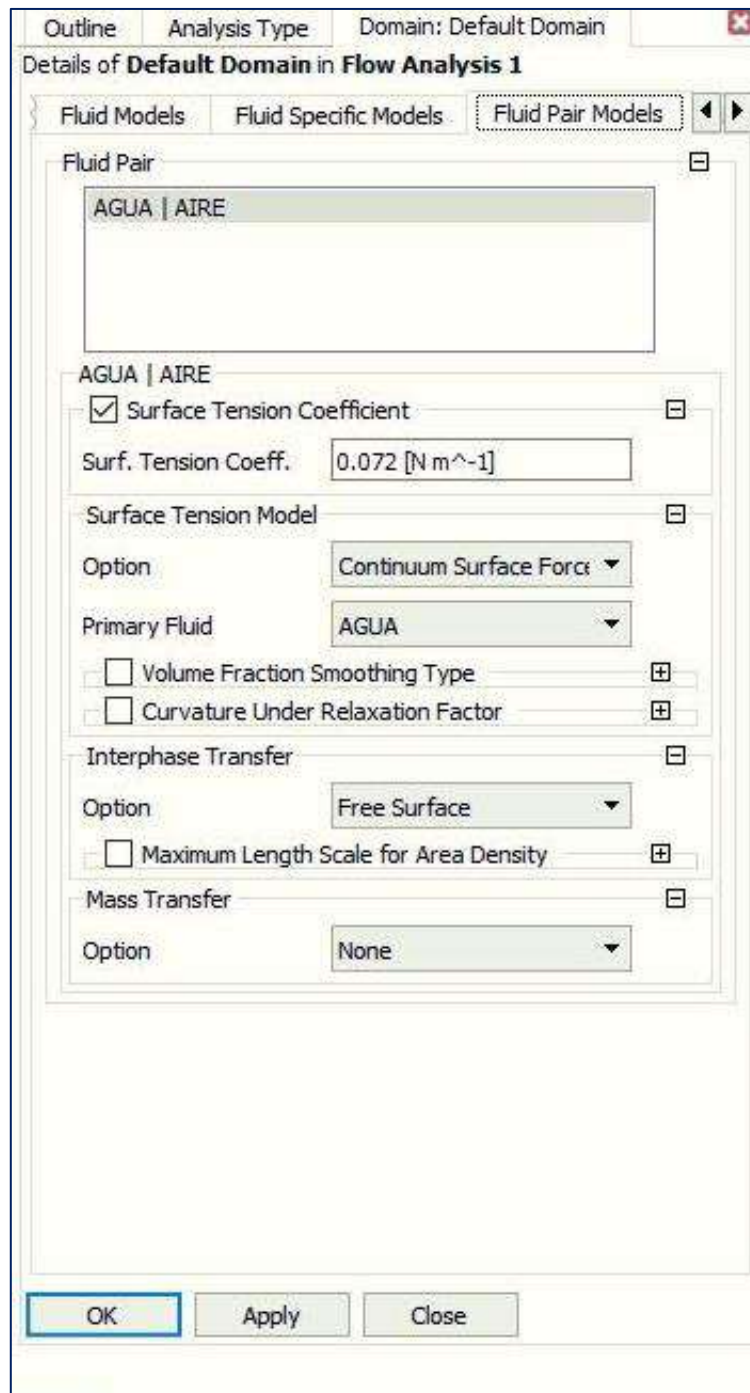 Outline Analysis Type Domain: Default Domain
Details of Default Domain in Flow Analysis 1
Fluid Models Fluid Specific Models Fluid Pair Models
Fluid Pair
AGUA | AIRE
AGUA | AIRE
Surface Tension Coefficient
Surf. Tension Coeff. 0.072 [N m^-1]
Surface Tension Model
Option Continuum Surface Force
Primary Fluid AGUA
Volume Fraction Smoothing Type
Curvature Under Relaxation Factor
Interphase Transfer
Option Free Surface
Maximum Length Scale for Area Density
Mass Transfer
Option None
OK Apply Close